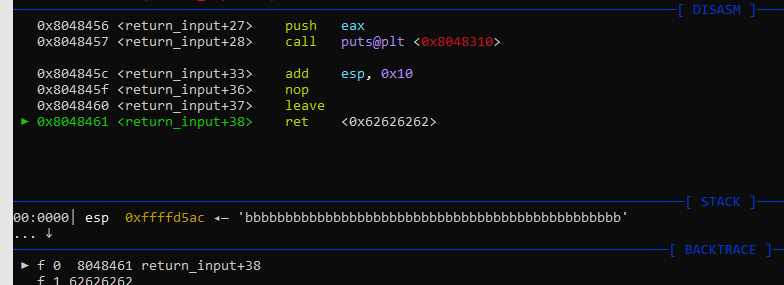 [ DISASM ]
0x8048456 <return_input+27> push eax
0x8048457 <return_input+28> call puts@plt <0x8048310>
0x804845c <return_input+33> add esp, 0x10
0x804845f <return_input+36> nop
0x8048460 <return_input+37> leave
► 0x8048461 <return_input+38> ret <0x62626262>
[ STACK ]
00:0000│ esp 0xffffd5ac ◂— 'bbbbbbbbbbbbbbbbbbbbbbbbbbbbbbbbbbbbbbbbbbbbbbb'
... ↓
[ BACKTRACE ]
► f 0 8048461 return_input+38
f 1 62626262